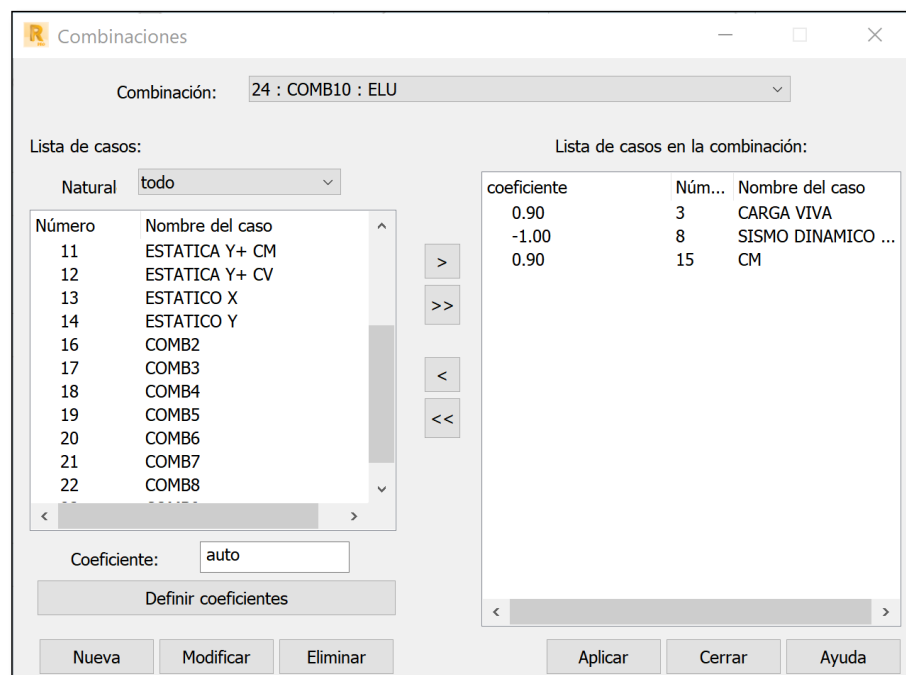 Combinaciones
Combinación: 24 : COMB10 : ELU
Lista de casos:
Natural todo
Número Nombre del caso
11 ESTATICA Y+ CM
12 ESTATICA Y+ CV
13 ESTATICO X
14 ESTATICO Y
16 COMB2
17 COMB3
18 COMB4
19 COMB5
20 COMB6
21 COMB7
22 COMB8
Coeficiente: auto
Definir coeficientes
Nueva Modificar Eliminar
>
>>
<
<<
Lista de casos en la combinación:
coeficiente Núm... Nombre del caso
0.90 3 CARGA VIVA
-1.00 8 SISMO DINAMICO ...
0.90 15 CM
Aplicar Cerrar Ayuda